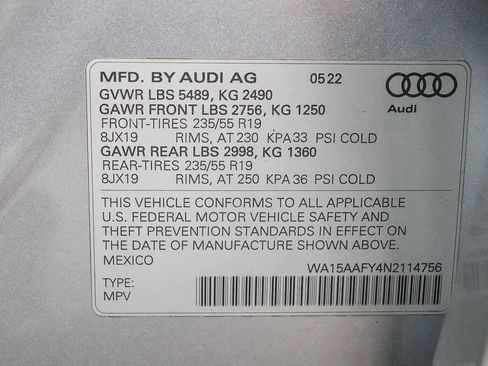 MFD. BY AUDI AG 05 22
GVWR LBS 5489, KG 2490
GAWR FRONT LBS 2756, KG 1250
Audi
FRONT-TIRES 235/55 R19
8JX19 RIMS, AT 230 KPA 33 PSI COLD
GAWR REAR LBS 2998, KG 1360
REAR-TIRES 235/55 R19
8JX19 RIMS, AT 250 KPA 36 PSI COLD
THIS VEHICLE CONFORMS TO ALL APPLICABLE
U.S. FEDERAL MOTOR VEHICLE SAFETY AND
THEFT PREVENTION STANDARDS IN EFFECT ON
THE DATE OF MANUFACTURE SHOWN ABOVE.
MEXICO WA15AAFY4N2114756
TYPE:
MPV